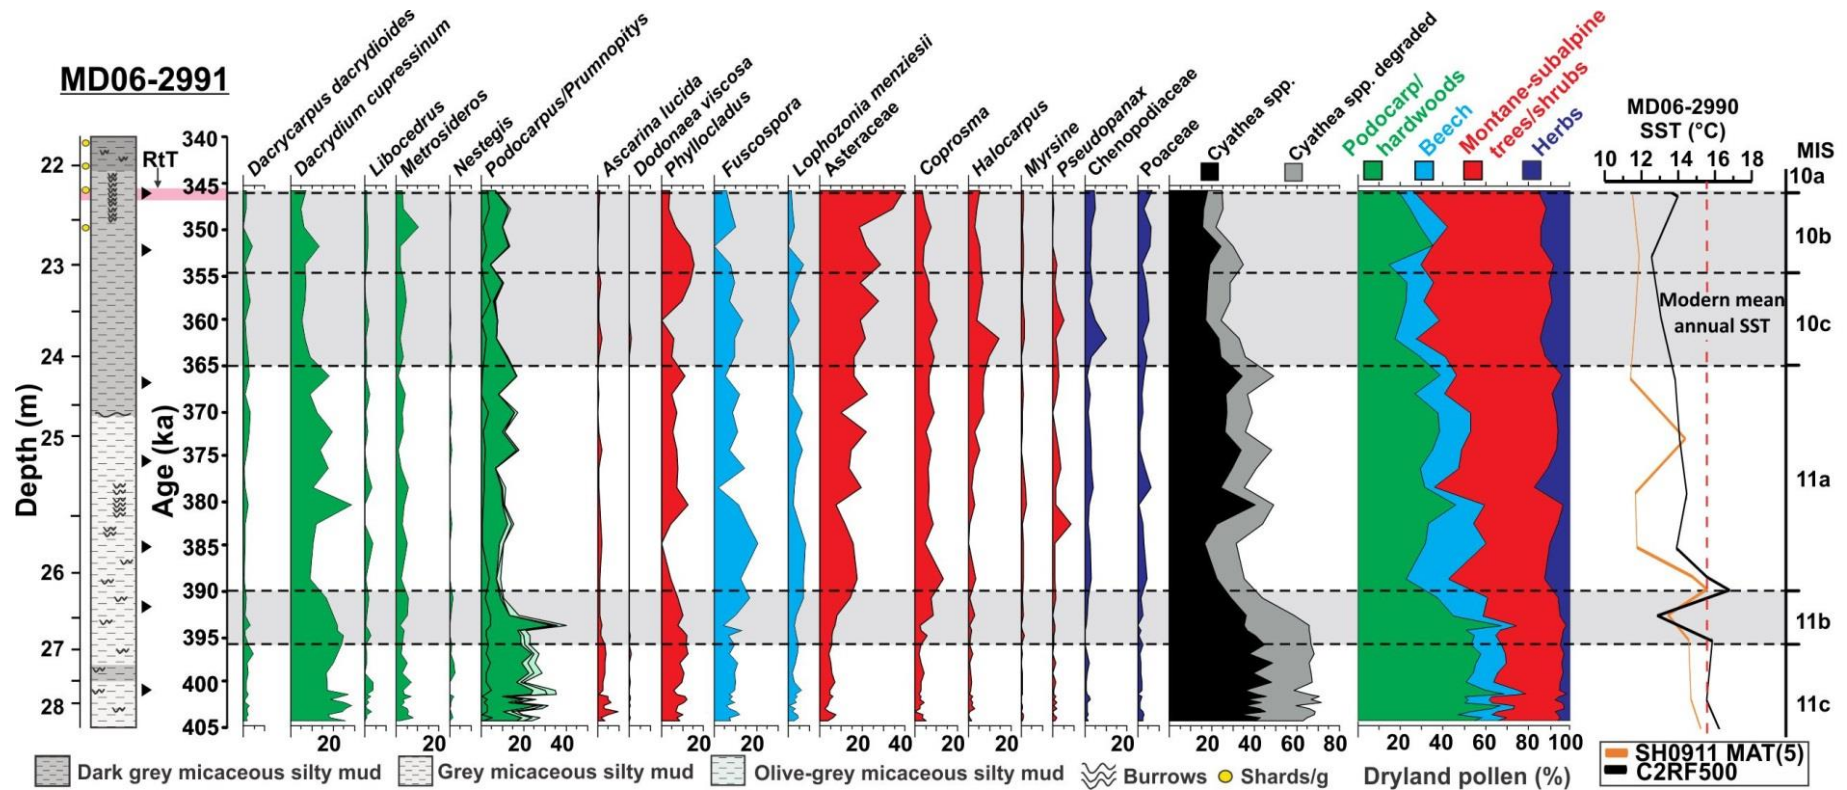 MD06-2991
Dacrycarpus dacrydioides
Dacrydium cupressinum
Libocedrus
Metrosideros
Nestegis
Podocarpus/Prumnopitys
Ascarina lucida
Dodonaea viscosa
Phyllocladus
Fuscospora
Lophozonia menziesii
Asteraceae
Coprosma
Halocarpus
Myrsine
Pseudopanax
Chenopodiaceae
Poaceae
Cyathea spp.
Cyathea spp. degraded
Podocarp/
hardwoods
Beech
Montane-subalpine
trees/shrubs
Herbs
MD06-2990
SST (°C)
10 12 14 16 18
MIS
10a
10b
10c
11a
11b
11c
Modern mean
annual SST
RtT
Depth (m)
22
23
24
25
26
27
28
Age (ka)
340
345
350
355
360
365
370
375
380
385
390
395
400
405
20 20 20 40 20 20 20 40 20 20 20 20 40 60 80 20 40 60 80 100
Dryland pollen (%)
SH0911 MAT(5)
C2RF500
Dark grey micaceous silty mud
Grey micaceous silty mud
Olive-grey micaceous silty mud
Burrows
Shards/g